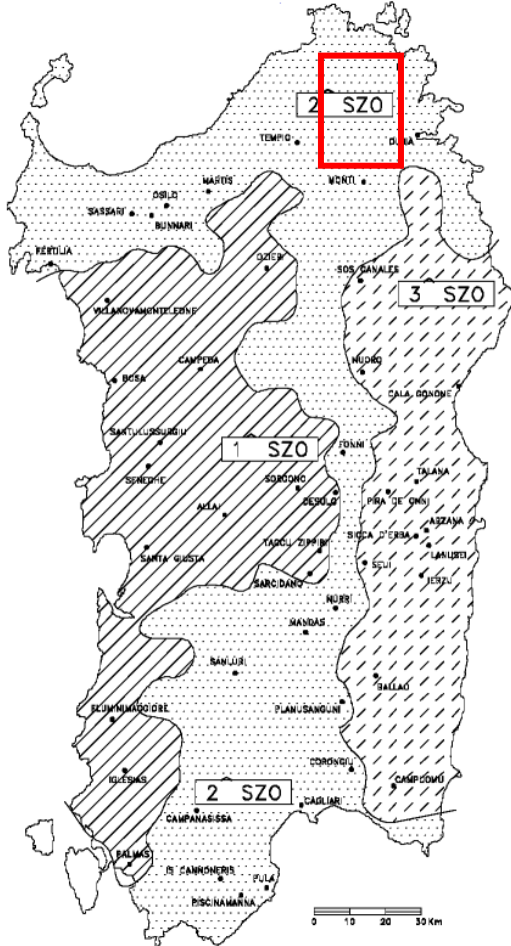 2° SZO
TEMPIO
OLBIA
MONTI
MARTIS
OSILO
SASSARI
BUNNARI
FERTILIA
OZIERI
SOS CANALES
3° SZO
VILLANOVAMONTELEONE
CAMPEDA
NUORO
BOSA
CALA GONONE
SANTULUSSURGIU
1° SZO
FONNI
SENEGHE
SORGONO
DESULO
TALANA
PIRA DE ONNI
ALLAI
SICCA D'ERBA
ARZANA
SANTA GIUSTA
TACCU ZIPPIRI
LANUSEI
SEUI
SARCIDANO
JERZU
NURRI
MANDAS
SANLURI
BALLAO
FLUMINIMAGGIORE
PLANUSANGUNI
IGLESIAS
CORONGIU
2° SZO
CAMPUOMU
CAMPANASISSA
CAGLIARI
PALMAS
IS CANNONERIS
PULA
PISCINAMANNA
0 10 20 30 Km